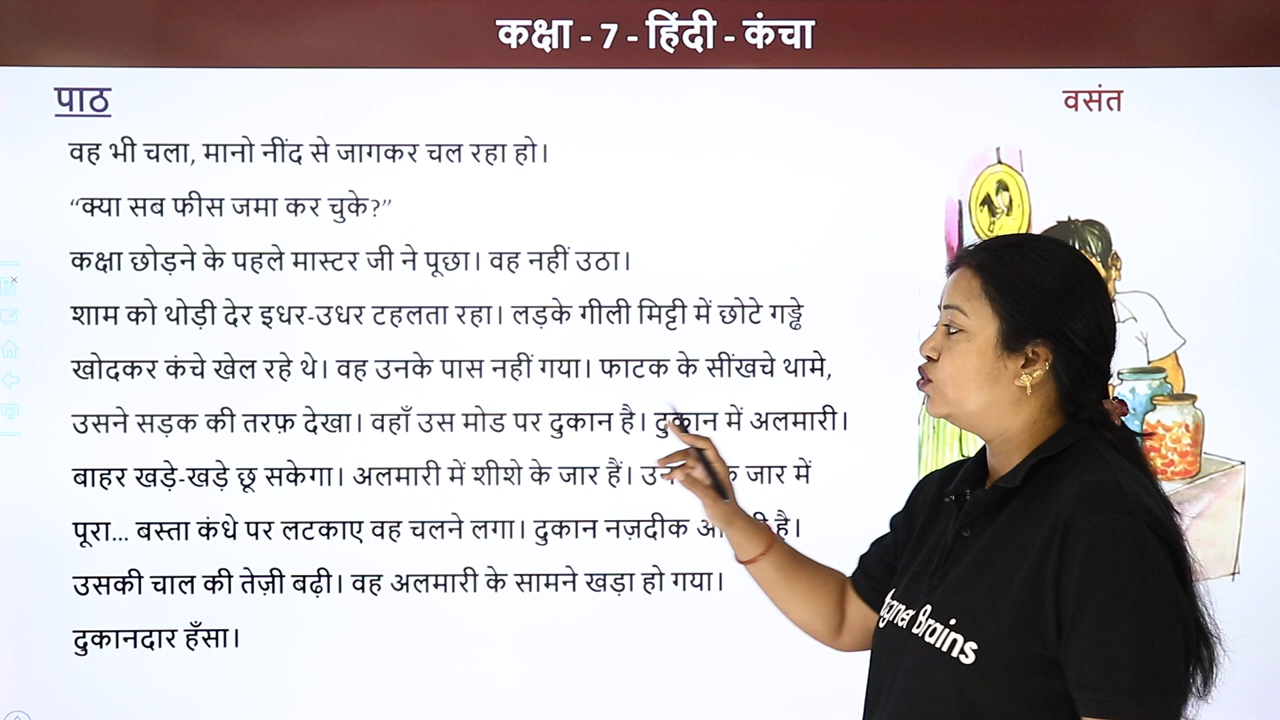 कक्षा - 7 - हिंदी - कंचा
पाठ
वसंत
वह भी चला, मानो नींद से जागकर चल रहा हो।
“क्या सब फीस जमा कर चुके?”
कक्षा छोड़ने के पहले मास्टर जी ने पूछा। वह नहीं उठा।
शाम को थोड़ी देर इधर-उधर टहलता रहा। लड़के गीली मिट्टी में छोटे गड्ढे
खोदकर कंचे खेल रहे थे। वह उनके पास नहीं गया। फाटक के सींखचे थामे,
उसने सड़क की तरफ़ देखा। वहाँ उस मोड पर दुकान है। दुकान में अलमारी।
बाहर खड़े-खड़े छू सकेगा। अलमारी में शीशे के जार हैं। जार में
पूरा... बस्ता कंधे पर लटकाए वह चलने लगा। दुकान नज़दीक है।
उसकी चाल की तेज़ी बढ़ी। वह अलमारी के सामने खड़ा हो गया।
दुकानदार हँसा।
Brains